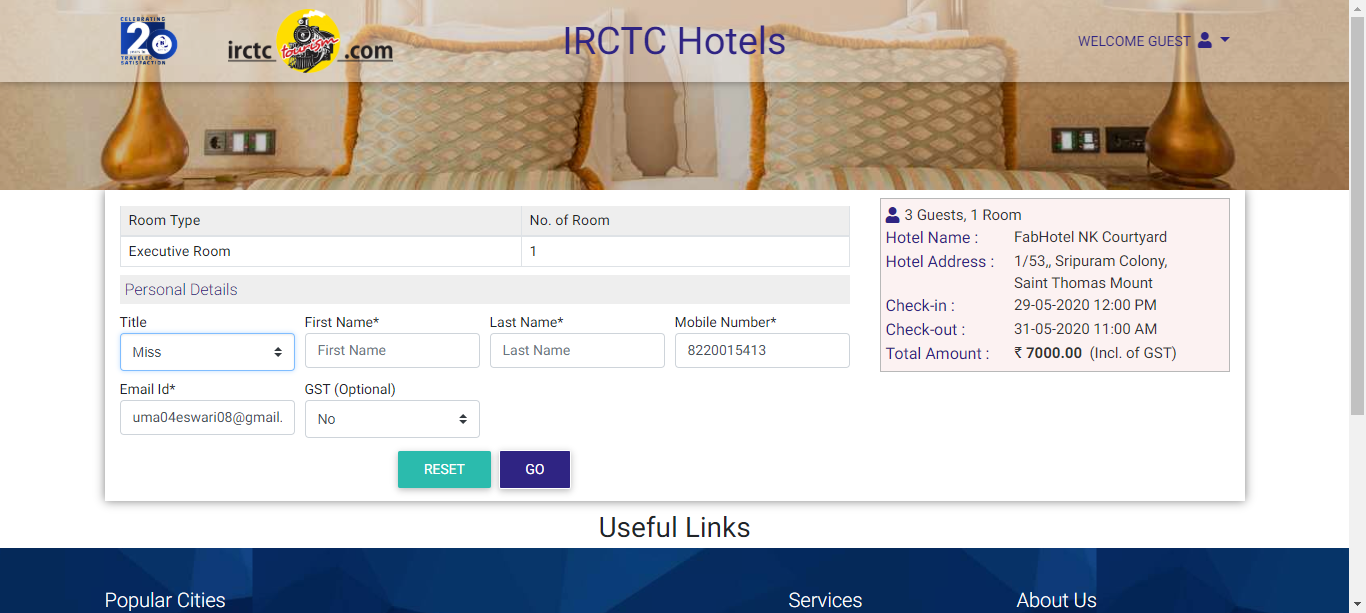 CELEBRATING
20
TRAVELER
SATISFACTION
irctc tourism .com
IRCTC Hotels
WELCOME GUEST
Room Type No. of Room
Executive Room 1
Personal Details
Title First Name* Last Name* Mobile Number*
Miss First Name Last Name 8220015413
Email Id* GST (Optional)
uma04eswari08@gmail. No
RESET GO
3 Guests, 1 Room
Hotel Name : FabHotel NK Courtyard
Hotel Address : 1/53,, Sripuram Colony,
Saint Thomas Mount
Check-in : 29-05-2020 12:00 PM
Check-out : 31-05-2020 11:00 AM
Total Amount : ₹ 7000.00 (Incl. of GST)
Useful Links
Popular Cities Services About Us